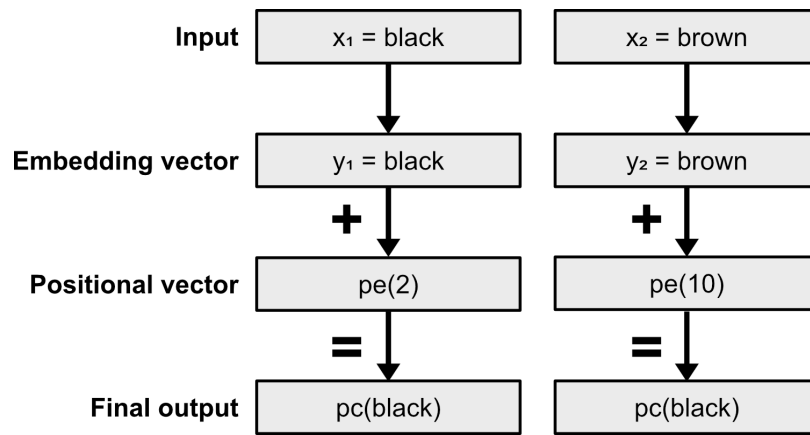 Input x₁ = black x₂ = brown
Embedding vector y₁ = black y₂ = brown
+ +
Positional vector pe(2) pe(10)
= =
Final output pc(black) pc(black)